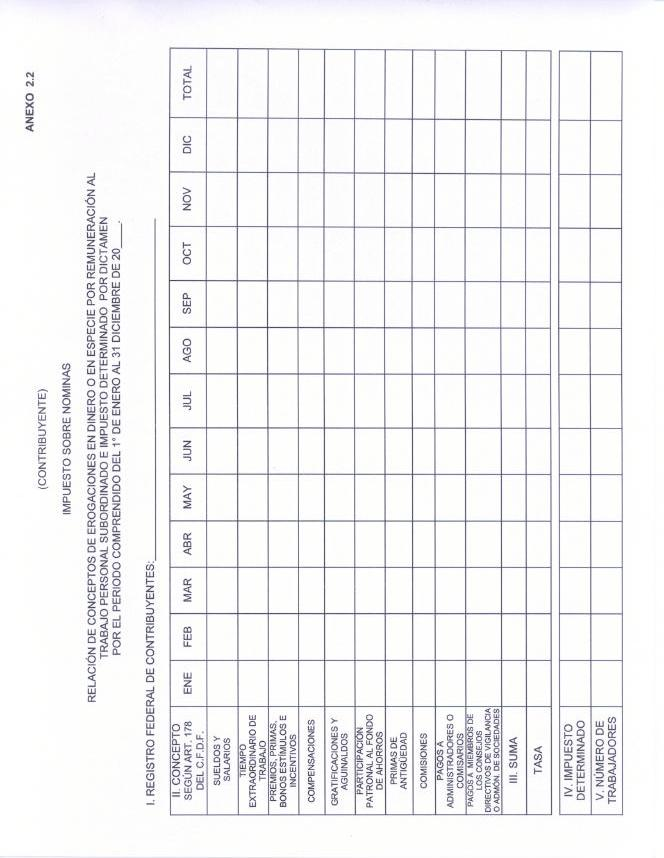 ANEXO 2.2
(CONTRIBUYENTE)
IMPUESTO SOBRE NOMINAS
RELACIÓN DE CONCEPTOS DE EROGACIONES EN DINERO O EN ESPECIE POR REMUNERACIÓN AL
TRABAJO PERSONAL SUBORDINADO E IMPUESTO DETERMINADO POR DICTAMEN
POR EL PERIODO COMPRENDIDO DEL 1° DE ENERO AL 31 DICIEMBRE DE 20____.
I. REGISTRO FEDERAL DE CONTRIBUYENTES:
II. CONCEPTO
SEGÚN ART. 178
DEL C.F.D.F.
ENE FEB MAR ABR MAY JUN JUL AGO SEP OCT NOV DIC TOTAL
SUELDOS Y
SALARIOS
TIEMPO
EXTRAORDINARIO DE
TRABAJO
PREMIOS, PRIMAS,
BONOS ESTÍMULOS E
INCENTIVOS
COMPENSACIONES
GRATIFICACIONES Y
AGUINALDOS
PARTICIPACIÓN
PATRONAL AL FONDO
DE AHORROS
PRIMAS DE
ANTIGÜEDAD
COMISIONES
PAGOS A
ADMINISTRADORES O
COMISARIOS
PAGOS A MIEMBROS DE
LOS CONSEJOS
DIRECTIVOS DE VIGILANCIA
O ADMÓN. DE SOCIEDADES
III. SUMA
TASA
IV. IMPUESTO
DETERMINADO
V. NÚMERO DE
TRABAJADORES